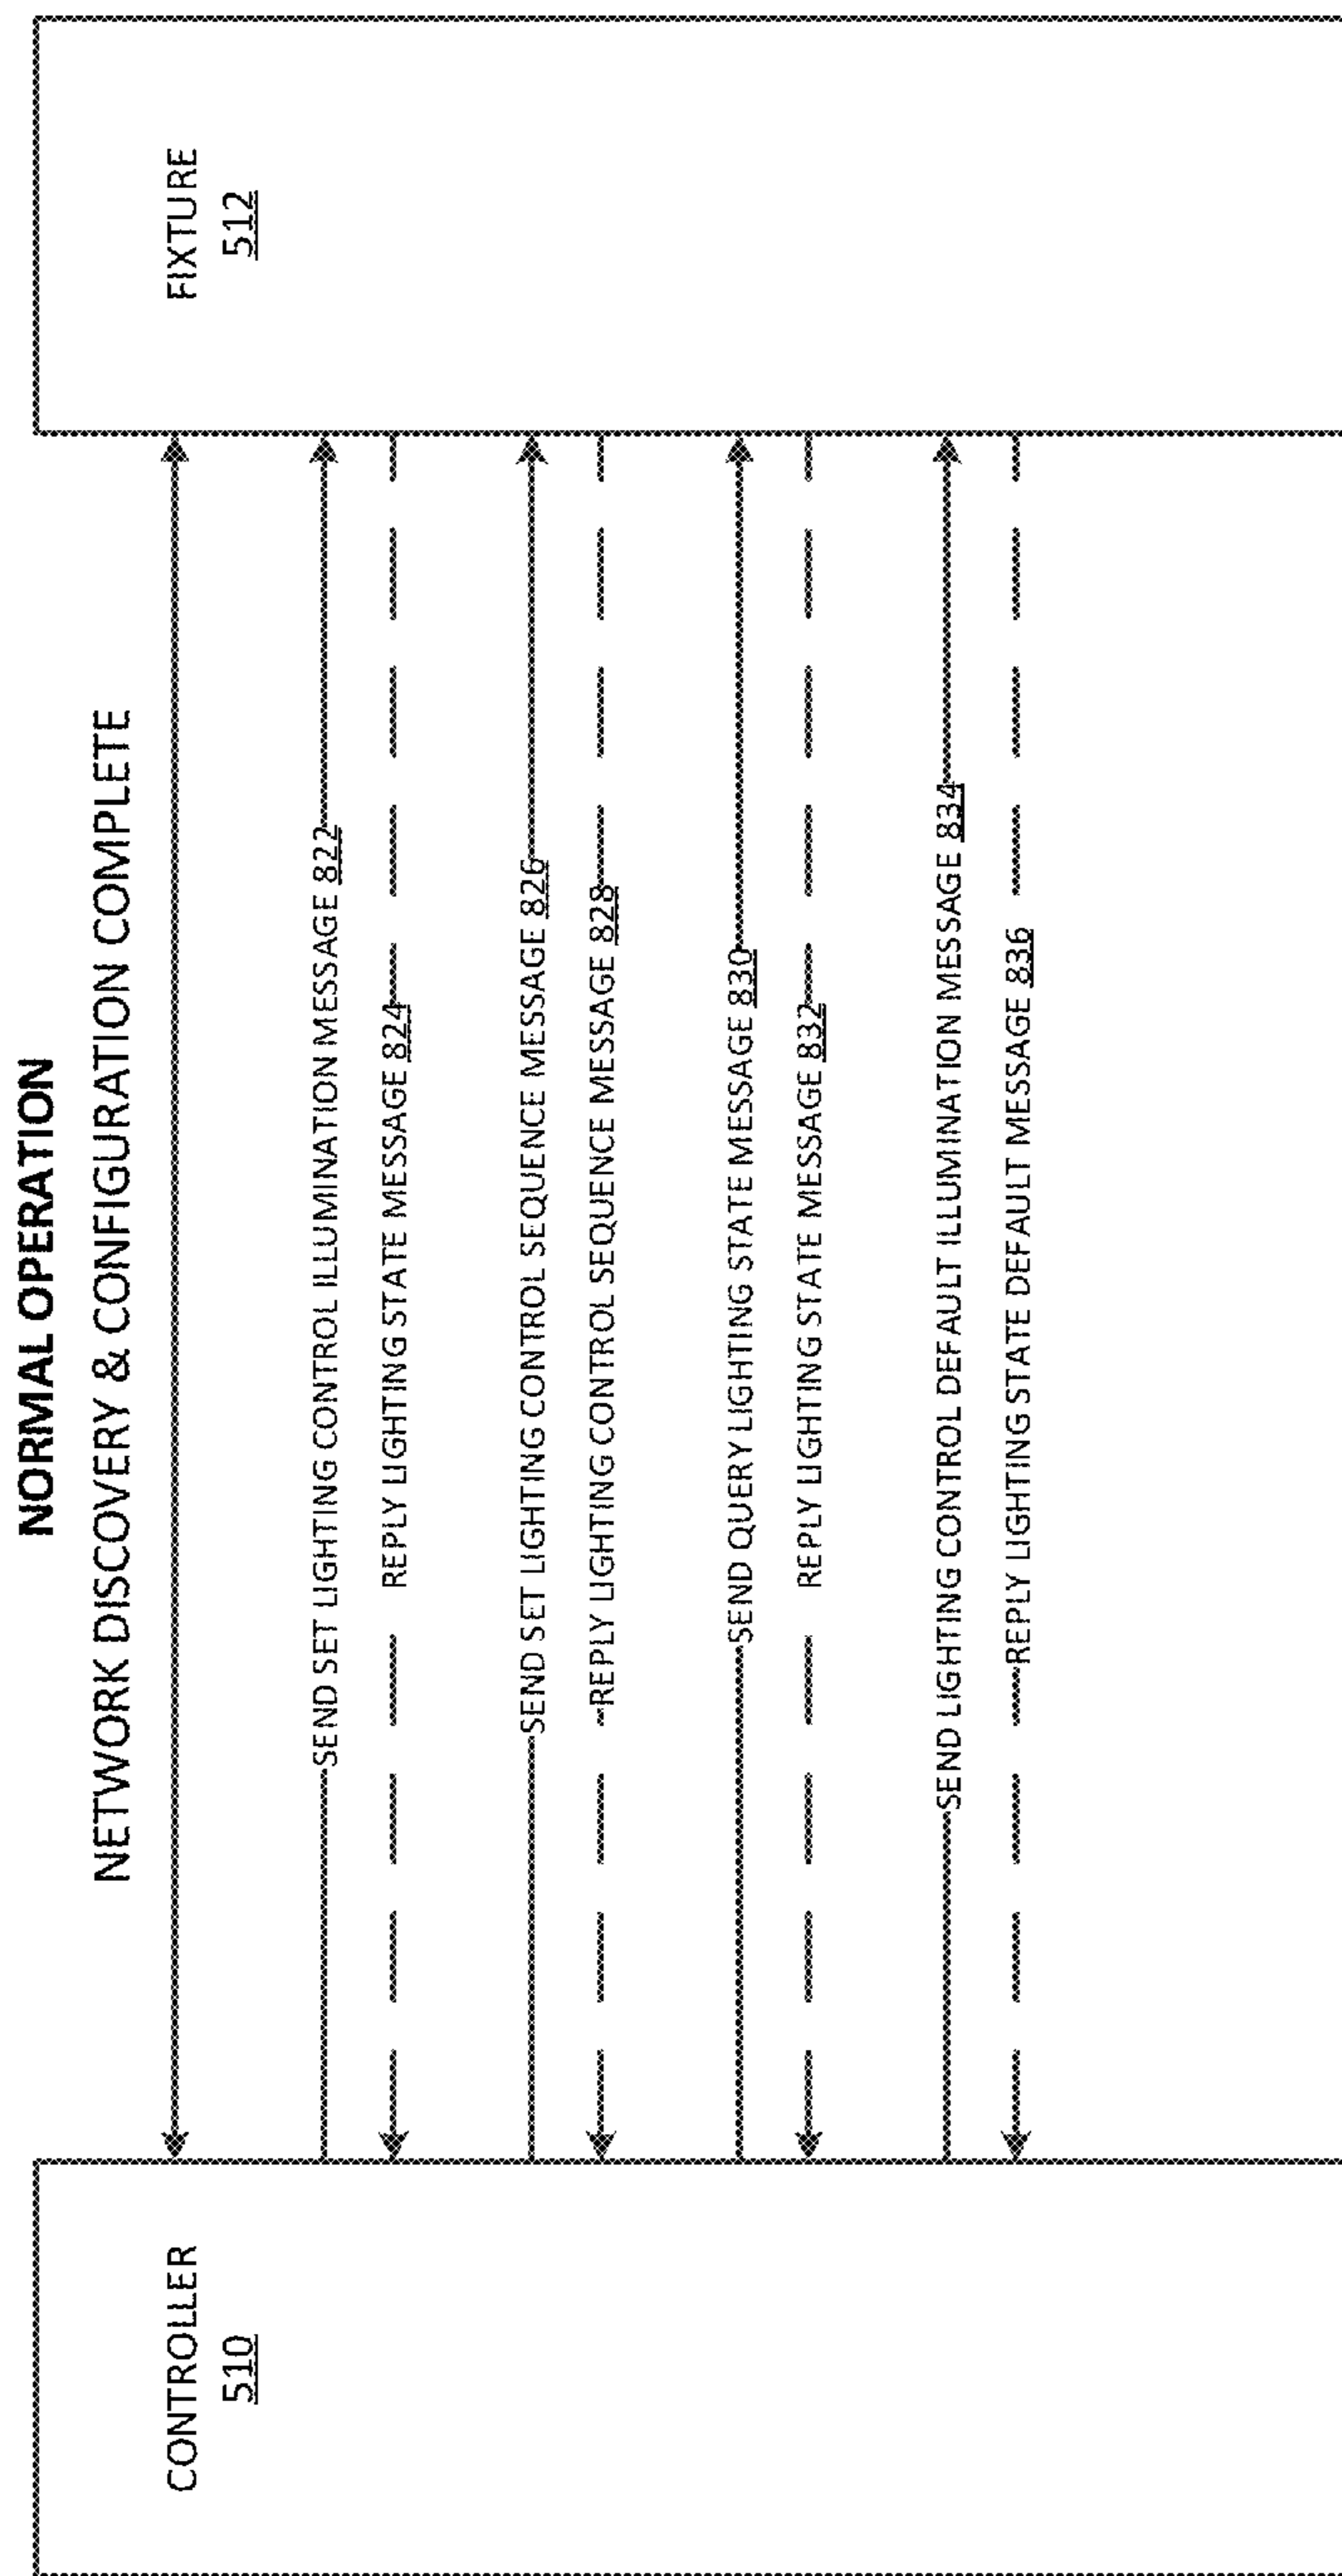 NORMAL OPERATION
NETWORK DISCOVERY & CONFIGURATION COMPLETE
CONTROLLER
510
FIXTURE
512
SEND SET LIGHTING CONTROL ILLUMINATION MESSAGE 822
REPLY LIGHTING STATE MESSAGE 824
SEND SET LIGHTING CONTROL SEQUENCE MESSAGE 826
REPLY LIGHTING CONTROL SEQUENCE MESSAGE 828
SEND QUERY LIGHTING STATE MESSAGE 830
REPLY LIGHTING STATE MESSAGE 832
SEND LIGHTING CONTROL DEFAULT ILLUMINATION MESSAGE 834
REPLY LIGHTING STATE DEFAULT MESSAGE 836